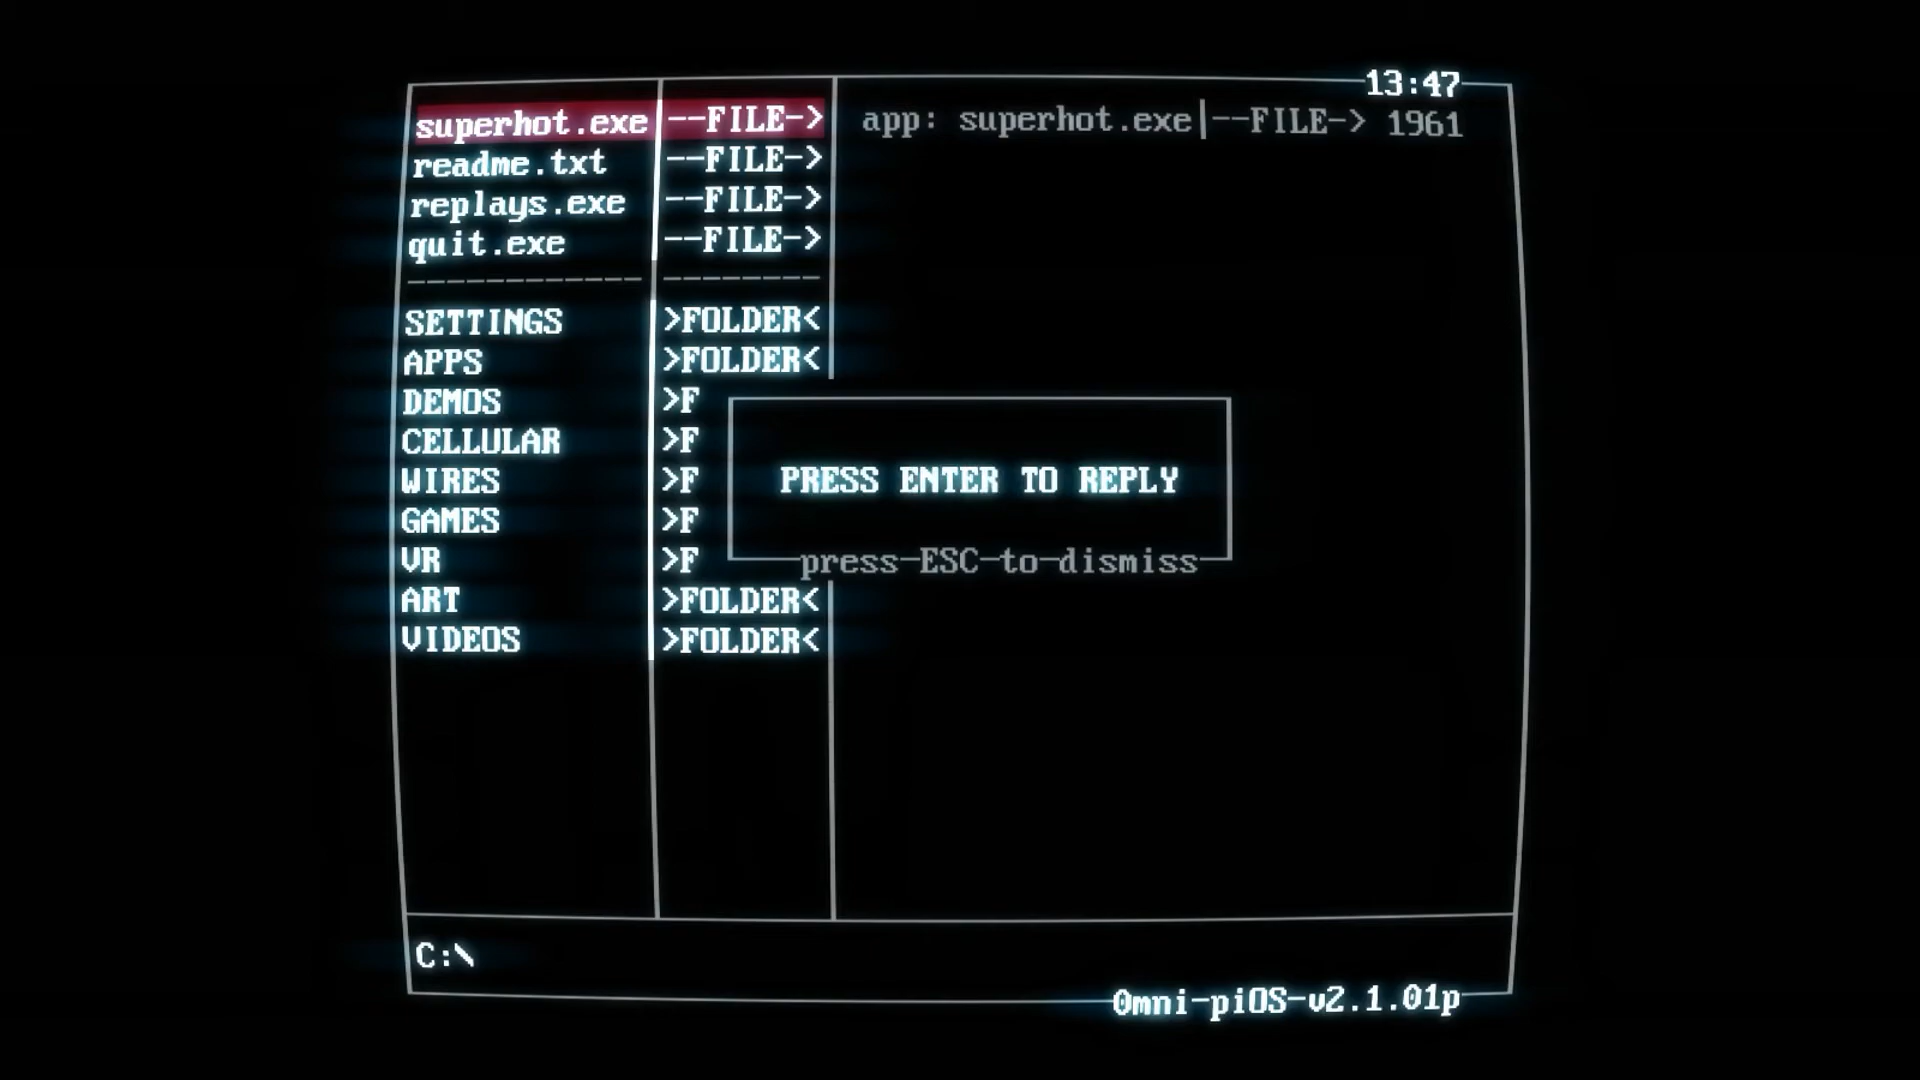 13:47
superhot.exe --FILE-> app: superhot.exe|--FILE-> 1961
readme.txt --FILE->
replays.exe --FILE->
quit.exe --FILE->
SETTINGS >FOLDER<
APPS >FOLDER<
DEMOS >F
CELLULAR >F
WIRES >F
PRESS ENTER TO REPLY
GAMES >F
VR >F
press-ESC-to-dismiss
ART >FOLDER<
VIDEOS >FOLDER<
C:\
0mni-piOS-v2.1.01p